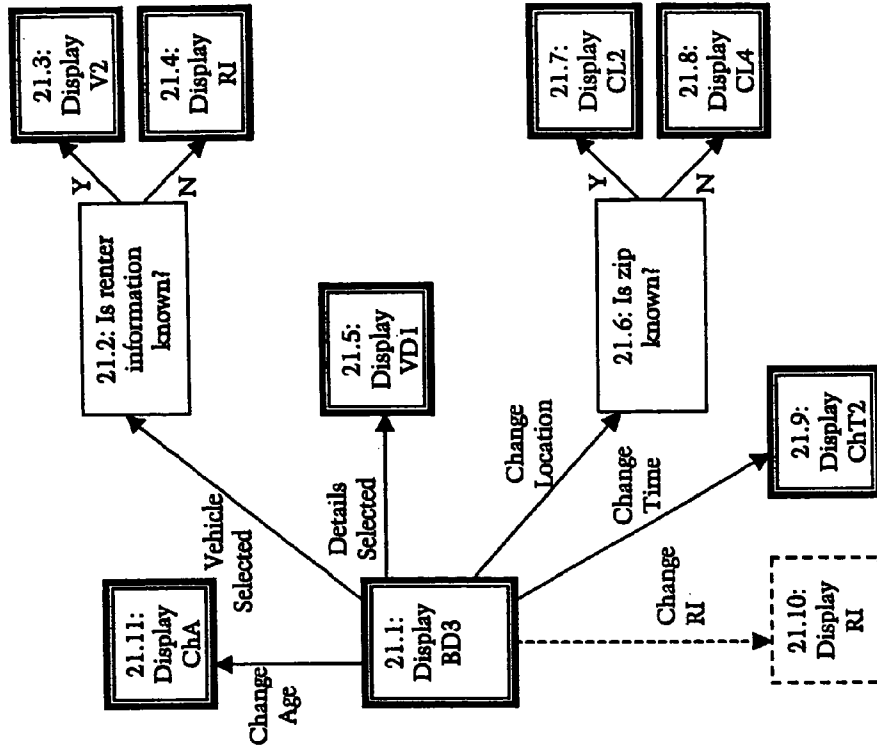 21.1:
Display
BD3
Change
Age
21.11:
Display
ChA
Vehicle
Selected
21.2: Is renter
information
known?
Y
21.3:
Display
V2
N
21.4:
Display
RI
Details
Selected
21.5:
Display
VD1
Change
Location
21.6: Is zip
known?
Y
21.7:
Display
CL2
N
21.8:
Display
CL4
Change
Time
21.9:
Display
ChT2
Change
RI
21.10:
Display
RI